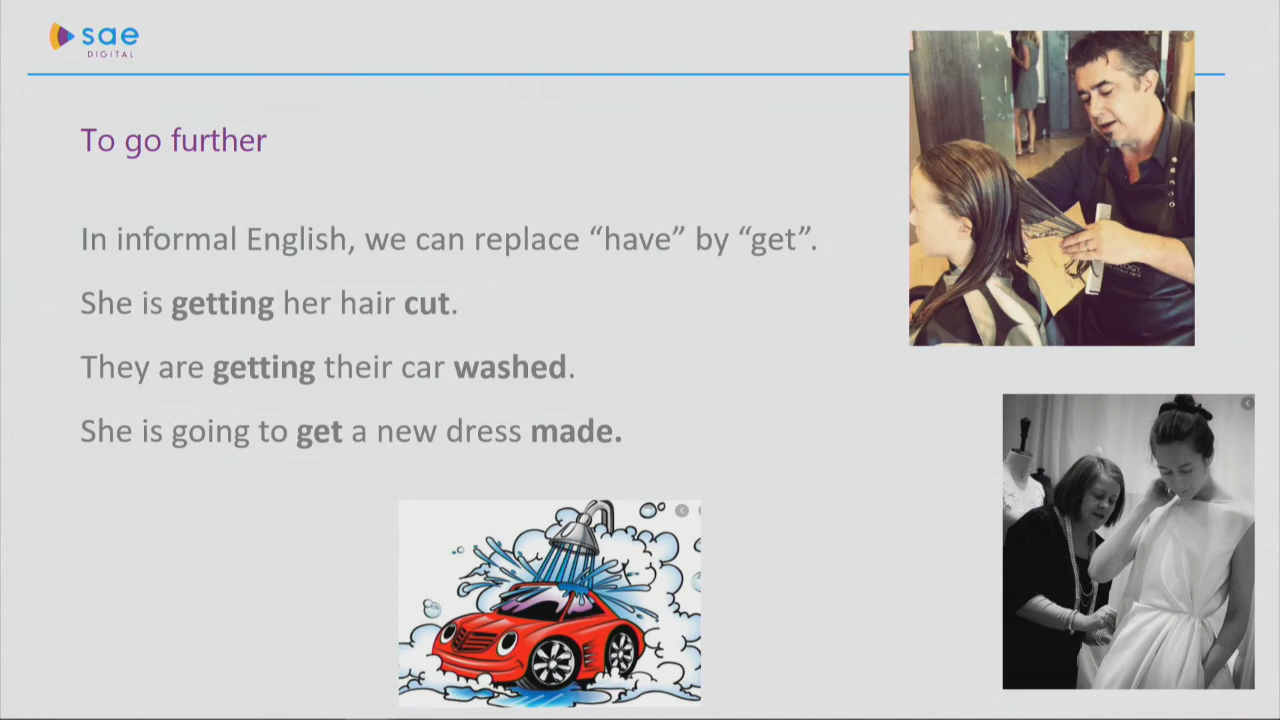 sae
DIGITAL
To go further
In informal English, we can replace “have” by “get”.
She is getting her hair cut.
They are getting their car washed.
She is going to get a new dress made.